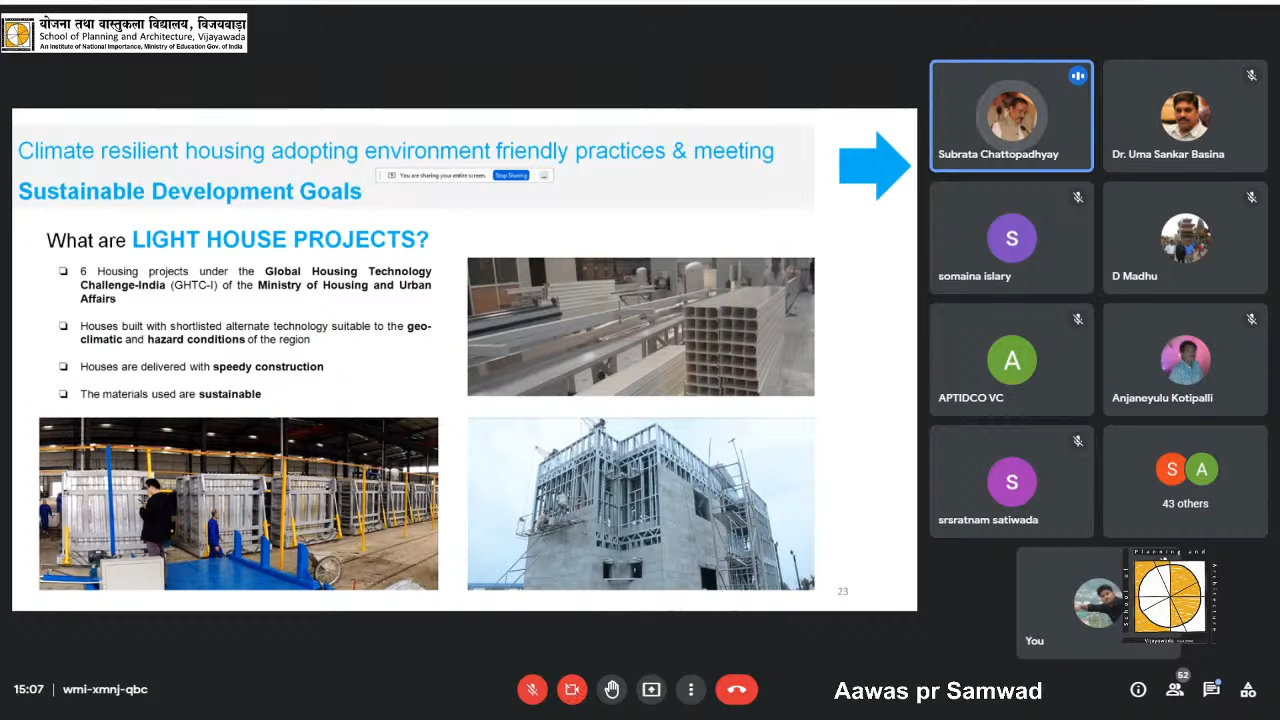 योजना तथा वास्तुकला विद्यालय, विजयवाड़ा
School of Planning and Architecture, Vijayawada
An Institute of National Importance, Ministry of Education Gov. of India
Climate resilient housing adopting environment friendly practices & meeting
Sustainable Development Goals
You are sharing your entire screen.
Stop Sharing
What are LIGHT HOUSE PROJECTS?
6 Housing projects under the Global Housing Technology
Challenge-India (GHTC-I) of the Ministry of Housing and Urban
Affairs
Houses built with shortlisted alternate technology suitable to the geo-
climatic and hazard conditions of the region
Houses are delivered with speedy construction
The materials used are sustainable
23
Subrata Chattopadhyay
Dr. Uma Sankar Basina
S
somaina islary
D Madhu
A
APTIDCO VC
Anjaneyulu Kotipalli
S
srsratnam satiwada
S A
43 others
You
School of Planning and Architecture
Vijayawada
15:07 | wmi-xmnj-qbc
Aawas pr Samwad
52